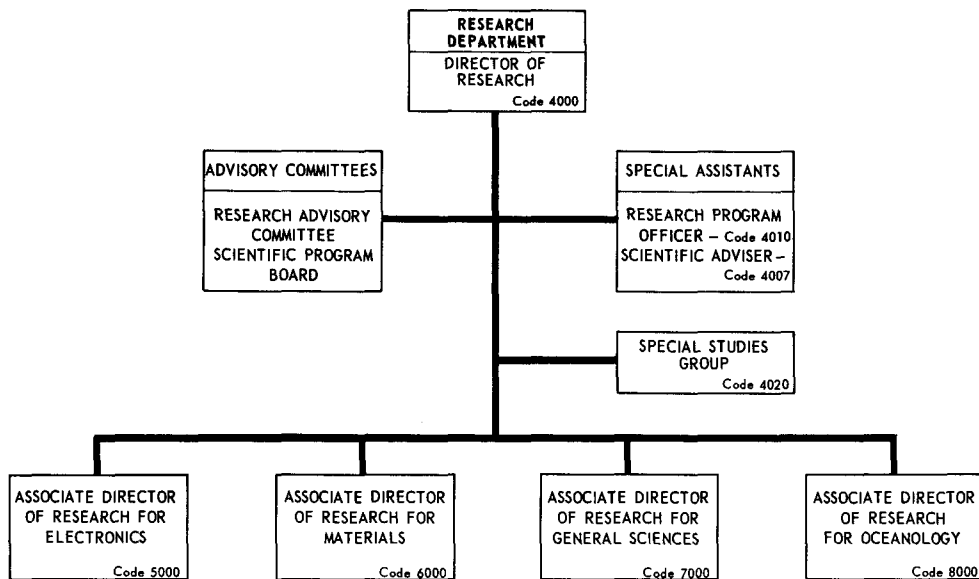 RESEARCH
DEPARTMENT
DIRECTOR OF
RESEARCH
Code 4000
ADVISORY COMMITTEES
RESEARCH ADVISORY
COMMITTEE
SCIENTIFIC PROGRAM
BOARD
SPECIAL ASSISTANTS
RESEARCH PROGRAM
OFFICER – Code 4010
SCIENTIFIC ADVISER –
Code 4007
SPECIAL STUDIES
GROUP
Code 4020
ASSOCIATE DIRECTOR
OF RESEARCH FOR
ELECTRONICS
Code 5000
ASSOCIATE DIRECTOR
OF RESEARCH FOR
MATERIALS
Code 6000
ASSOCIATE DIRECTOR
OF RESEARCH FOR
GENERAL SCIENCES
Code 7000
ASSOCIATE DIRECTOR
OF RESEARCH
FOR OCEANOLOGY
Code 8000